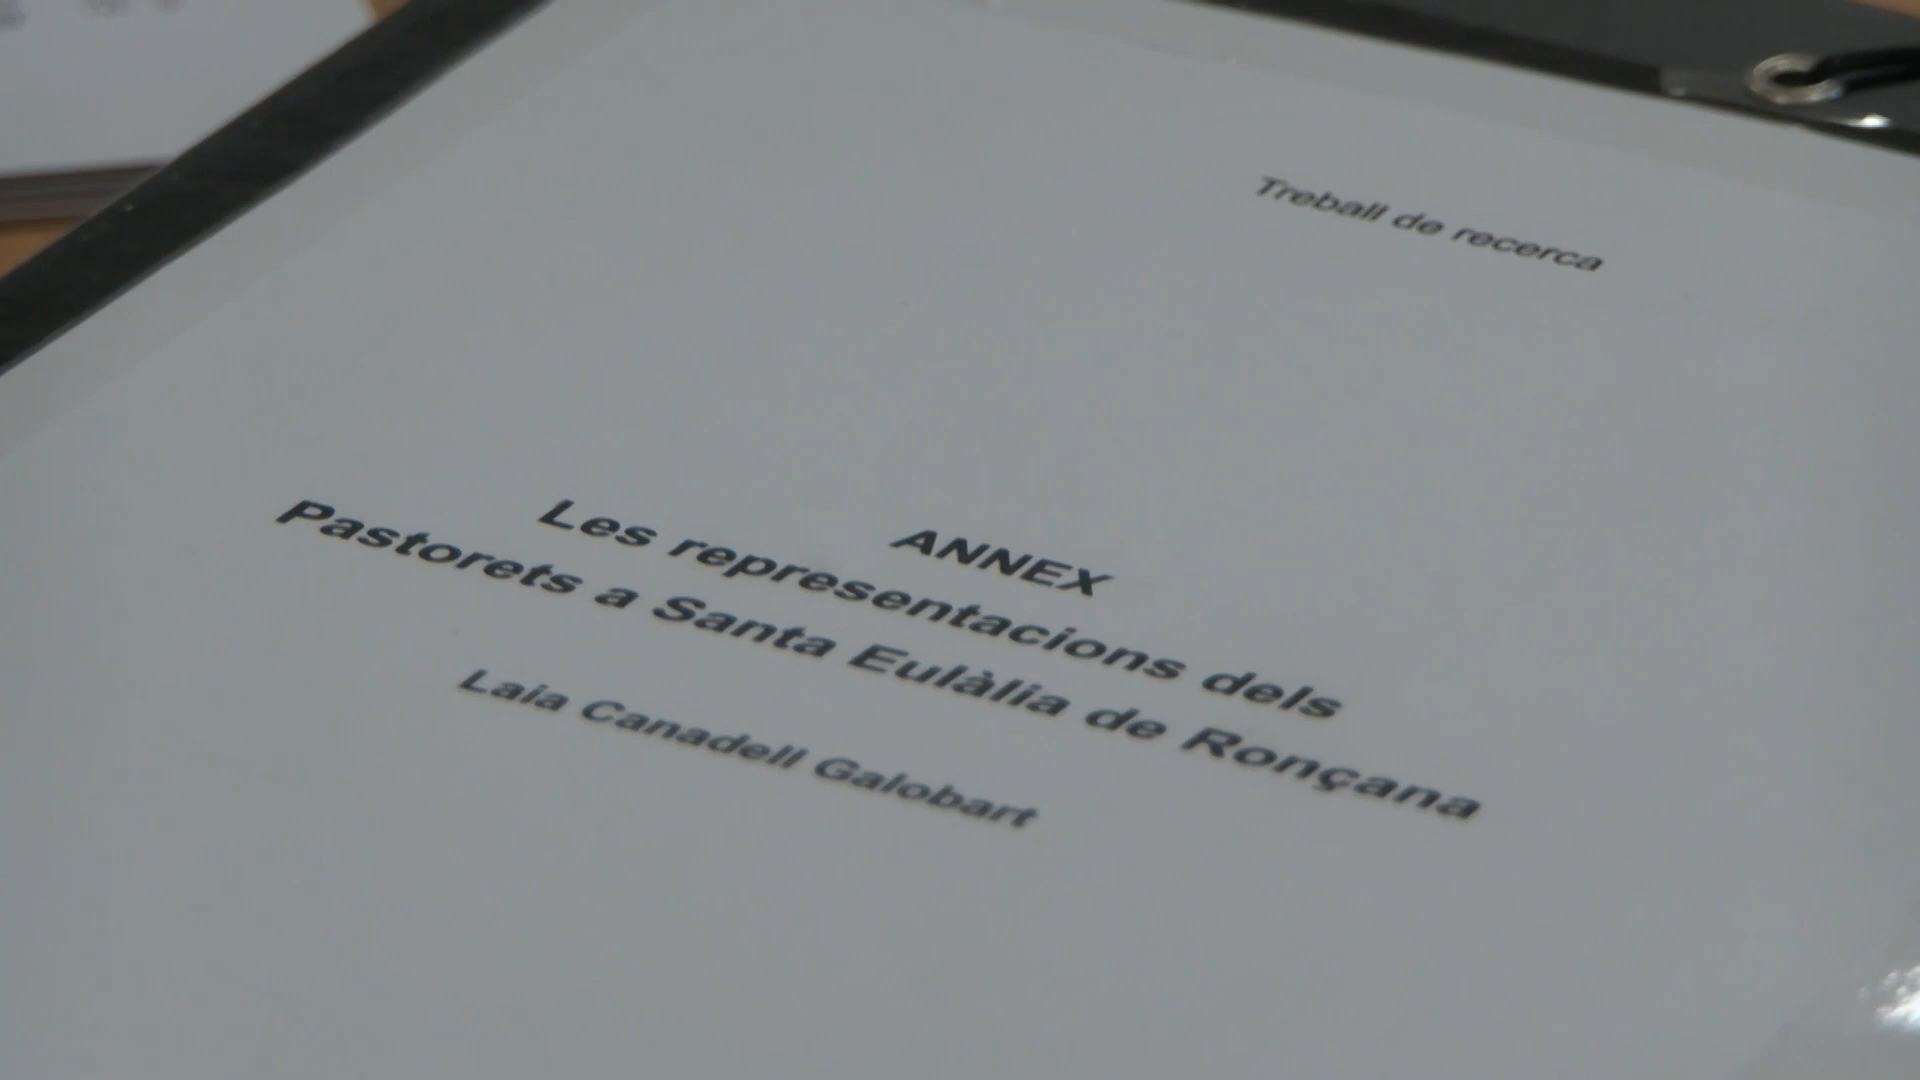 Treball de recerca
ANNEX
Les representacions dels
Pastorets a Santa Eulàlia de Ronçana
Laia Canadell Galobart